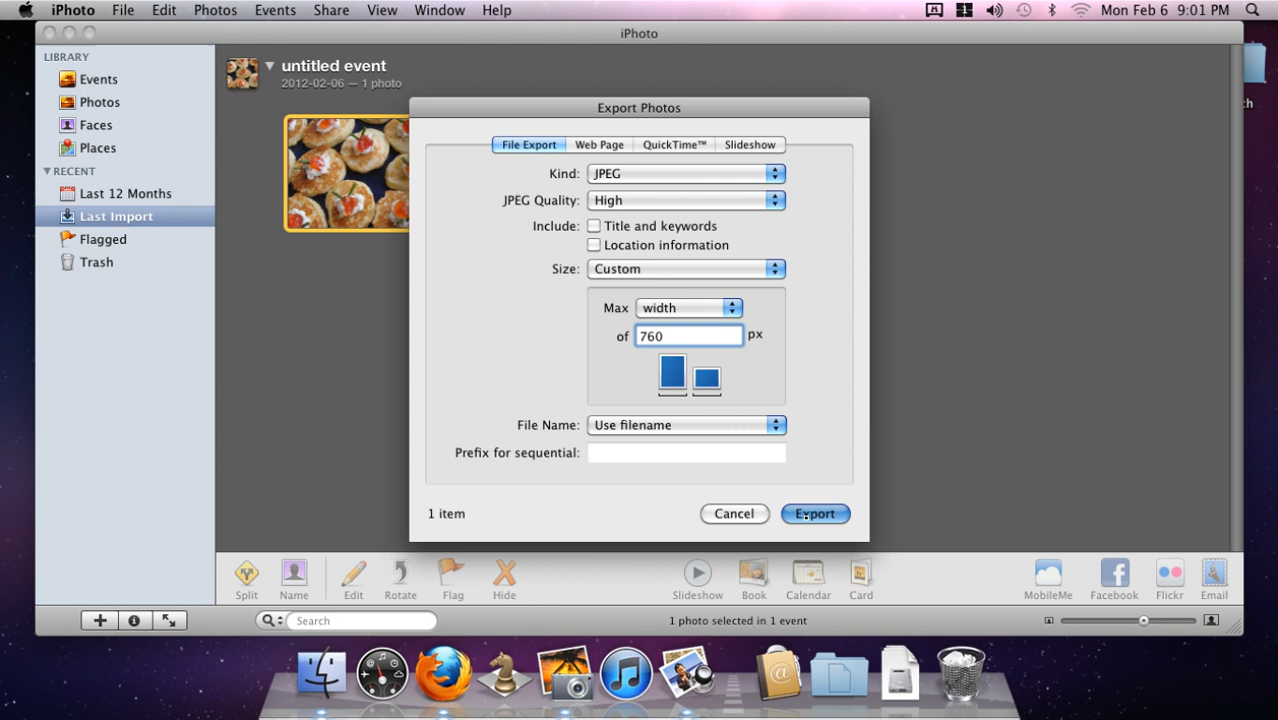 iPhoto File Edit Photos Events Share View Window Help Mon Feb 6 9:01 PM
iPhoto
LIBRARY
Events
Photos
Faces
Places
RECENT
Last 12 Months
Last Import
Flagged
Trash
untitled event
2012-02-06 — 1 photo
Export Photos
File Export Web Page QuickTime™ Slideshow
Kind: JPEG
JPEG Quality: High
Include: Title and keywords
Location information
Size: Custom
Max width
of 760 px
File Name: Use filename
Prefix for sequential:
1 item Cancel Export
Split Name Edit Rotate Flag Hide Slideshow Book Calendar Card MobileMe Facebook Flickr Email
Search 1 photo selected in 1 event